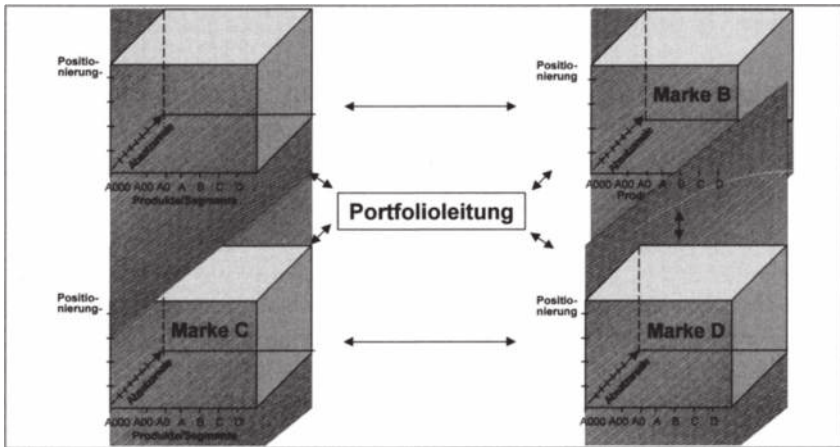 Positio-
nierung-
A000 A00 A0 A B C D
Produkte/Segmente
Positio-
nierung
Marke B
A000 A00 A0 A B C D
Prod
Portfolioleitung
Positio-
nierung-
Marke C
A000 A00 A0 A B C D
Produkte/Segmente
Positio-
nierung
Marke D
A000 A00 A0 A B C D